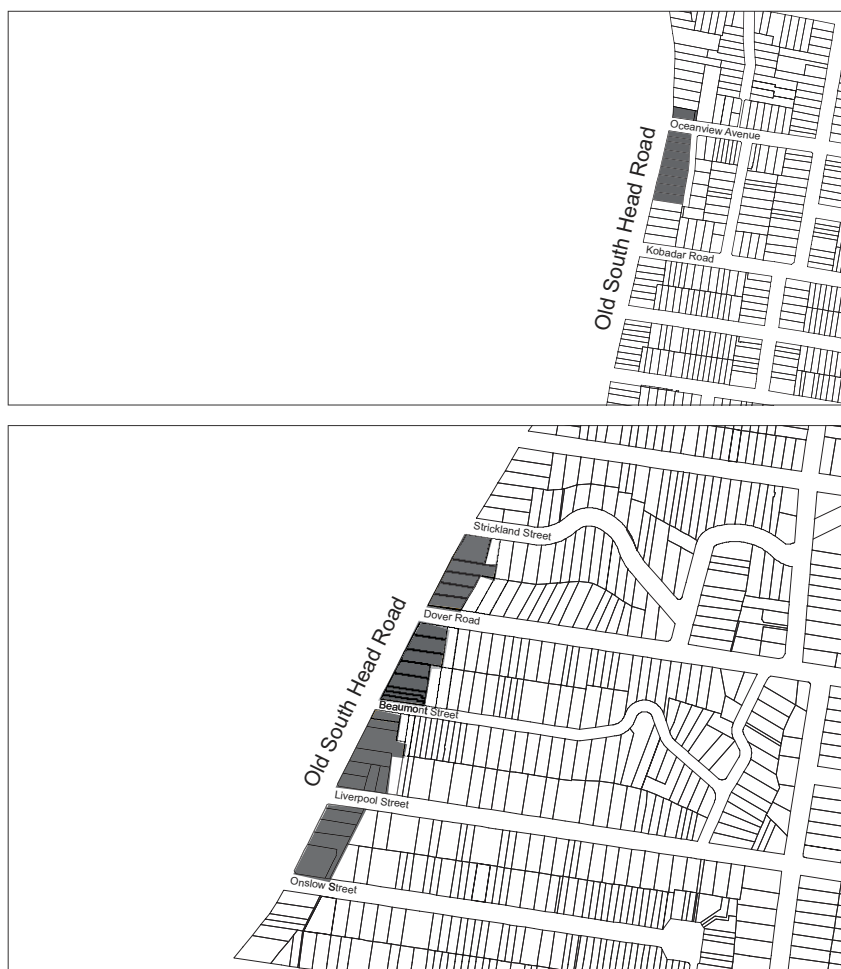 Oceanview Avenue
Old South Head Road
Kobadar Road
Strickland Street
Dover Road
Old South Head Road
Beaumont Street
Liverpool Street
Onslow Street